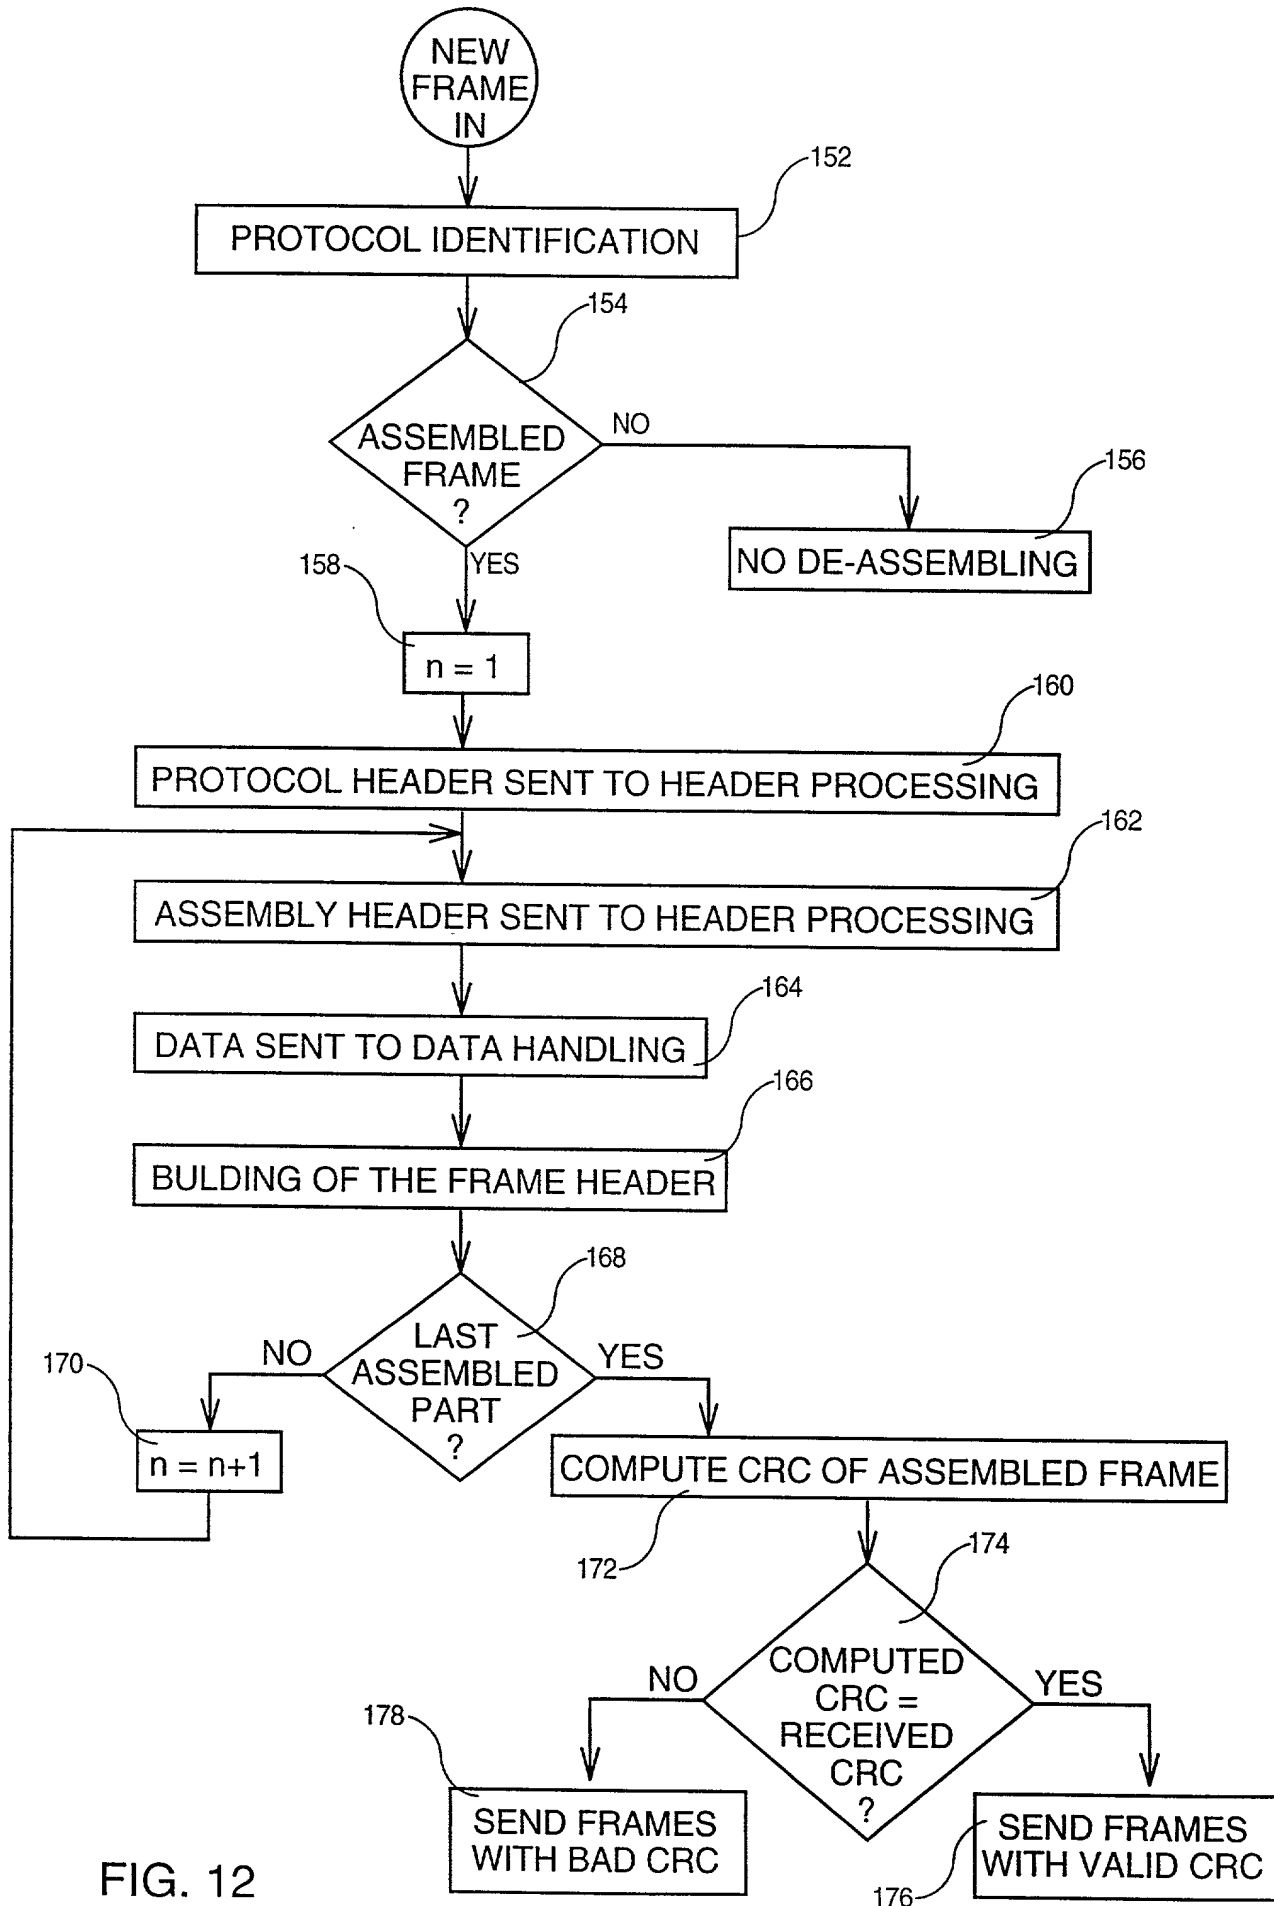 NEW
FRAME
IN
152
PROTOCOL IDENTIFICATION
154
ASSEMBLED
FRAME
?
NO
156
NO DE-ASSEMBLING
YES
158
n = 1
160
PROTOCOL HEADER SENT TO HEADER PROCESSING
162
ASSEMBLY HEADER SENT TO HEADER PROCESSING
164
DATA SENT TO DATA HANDLING
166
BULDING OF THE FRAME HEADER
168
LAST
ASSEMBLED
PART
?
NO
YES
170
n = n+1
COMPUTE CRC OF ASSEMBLED FRAME
172
174
COMPUTED
CRC =
RECEIVED
CRC
?
NO
YES
178
SEND FRAMES
WITH BAD CRC
SEND FRAMES
WITH VALID CRC
176
FIG. 12